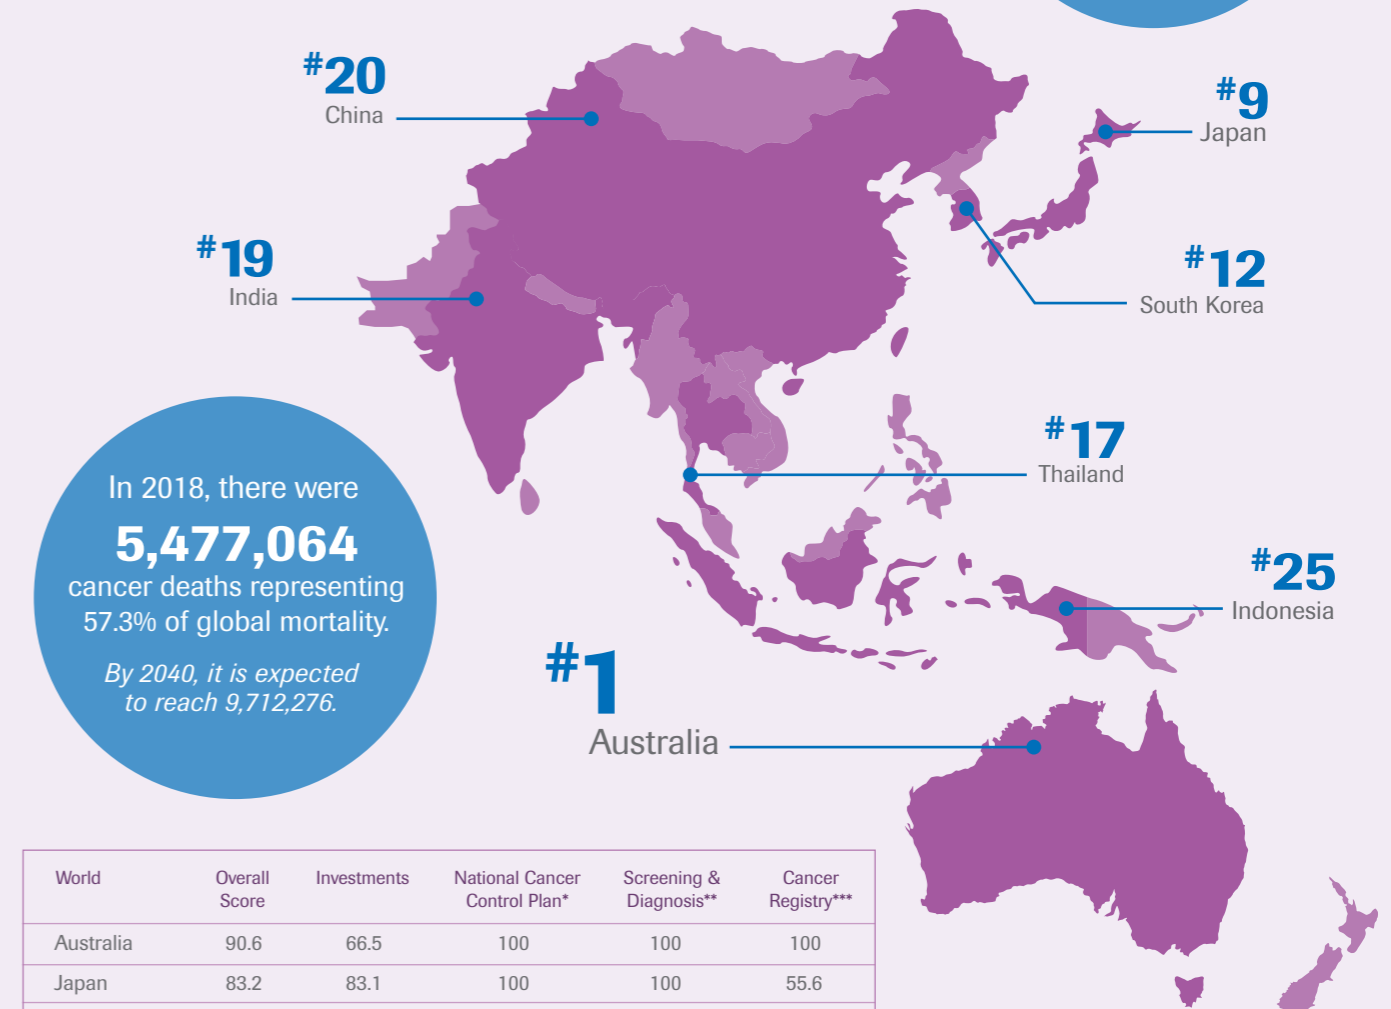 #20
China
#9
Japan
#19
India
#12
South Korea
#17
Thailand
In 2018, there were
5,477,064
cancer deaths representing
57.3% of global mortality.
By 2040, it is expected
to reach 9,712,276.
#25
Indonesia
#1
Australia
World Overall Score Investments National Cancer Control Plan* Screening & Diagnosis** Cancer Registry***
Australia 90.6 66.5 100 100 100
Japan 83.2 83.1 100 100 55.6